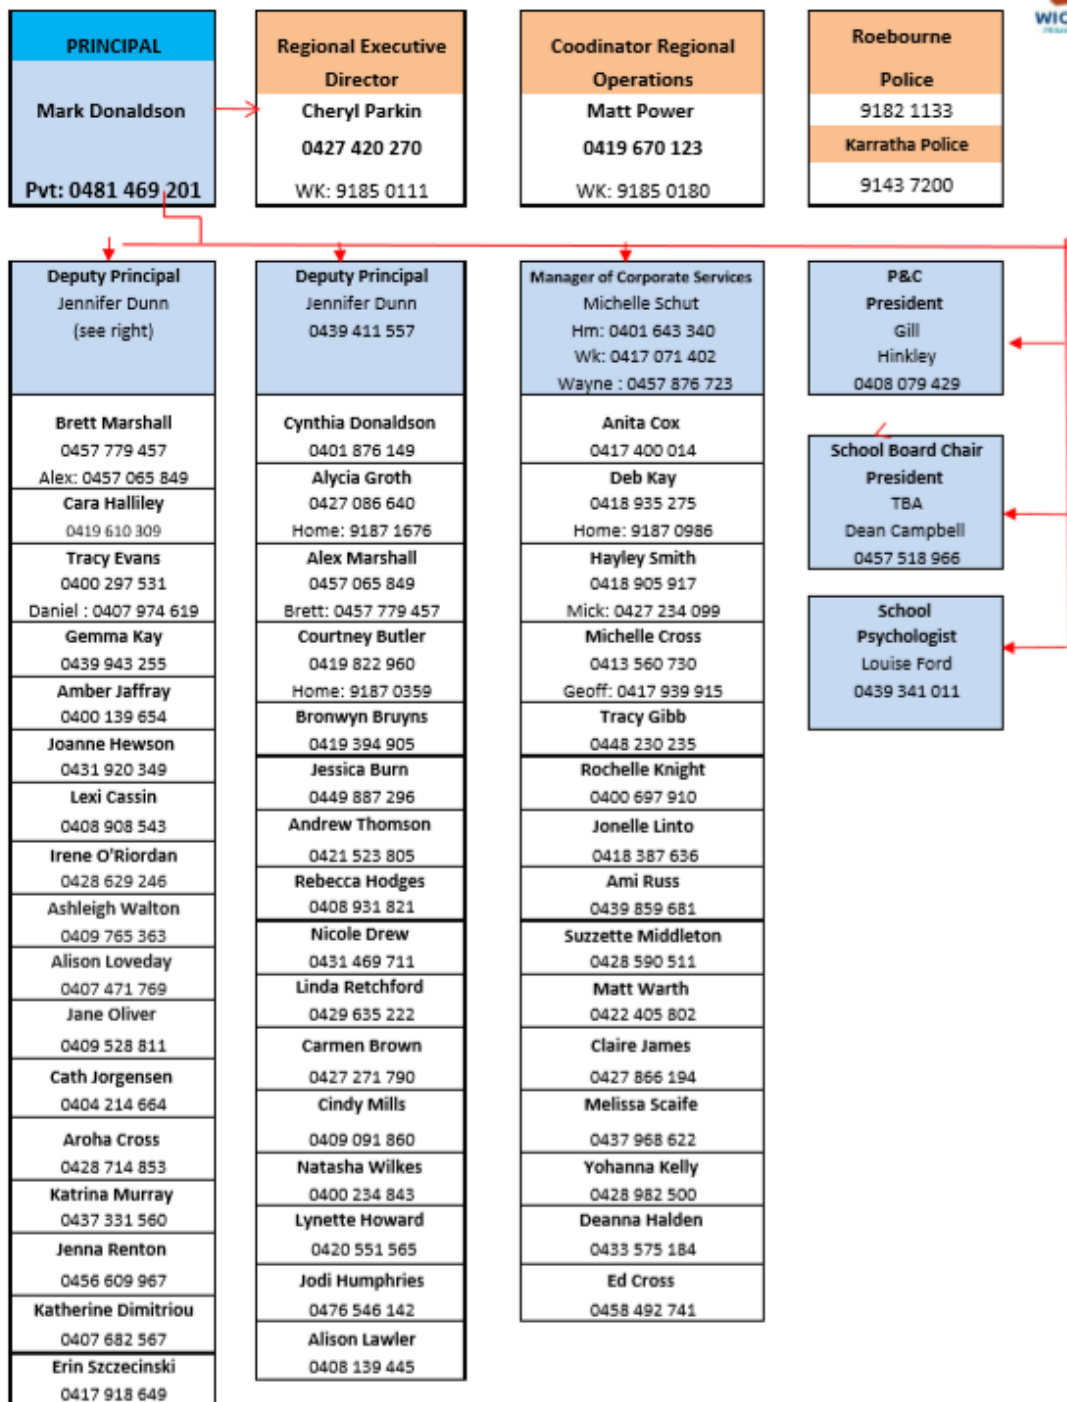 WIC
PRINCIPAL
Mark Donaldson
Pvt: 0481 469 201
Regional Executive
Director
Cheryl Parkin
0427 420 270
WK: 9185 0111
Coodinator Regional
Operations
Matt Power
0419 670 123
WK: 9185 0180
Roebourne
Police
9182 1133
Karratha Police
9143 7200
Deputy Principal
Jennifer Dunn
(see right)
Brett Marshall
0457 779 457
Alex: 0457 065 849
Cara Halliley
0419 610 309
Tracy Evans
0400 297 531
Daniel : 0407 974 619
Gemma Kay
0439 943 255
Amber Jaffray
0400 139 654
Joanne Hewson
0431 920 349
Lexi Cassin
0408 908 543
Irene O'Riordan
0428 629 246
Ashleigh Walton
0409 765 363
Alison Loveday
0407 471 769
Jane Oliver
0409 528 811
Cath Jorgensen
0404 214 664
Aroha Cross
0428 714 853
Katrina Murray
0437 331 560
Jenna Renton
0456 609 967
Katherine Dimitriou
0407 682 567
Erin Szczecinski
0417 918 649
Deputy Principal
Jennifer Dunn
0439 411 557
Cynthia Donaldson
0401 876 149
Alycia Groth
0427 086 640
Home: 9187 1676
Alex Marshall
0457 065 849
Brett: 0457 779 457
Courtney Butler
0419 822 960
Home: 9187 0359
Bronwyn Bruyns
0419 394 905
Jessica Burn
0449 887 296
Andrew Thomson
0421 523 805
Rebecca Hodges
0408 931 821
Nicole Drew
0431 469 711
Linda Retchford
0429 635 222
Carmen Brown
0427 271 790
Cindy Mills
0409 091 860
Natasha Wilkes
0400 234 843
Lynette Howard
0420 551 565
Jodi Humphries
0476 546 142
Alison Lawler
0408 139 445
Manager of Corporate Services
Michelle Schut
Hm: 0401 643 340
Wk: 0417 071 402
Wayne : 0457 876 723
Anita Cox
0417 400 014
Deb Kay
0418 935 275
Home: 9187 0986
Hayley Smith
0418 905 917
Mick: 0427 234 099
Michelle Cross
0413 560 730
Geoff: 0417 939 915
Tracy Gibb
0448 230 235
Rochelle Knight
0400 697 910
Jonelle Linto
0418 387 636
Ami Russ
0439 859 681
Suzzette Middleton
0428 590 511
Matt Warth
0422 405 802
Claire James
0427 866 194
Melissa Scaife
0437 968 622
Yohanna Kelly
0428 982 500
Deanna Halden
0433 575 184
Ed Cross
0458 492 741
P&C
President
Gill
Hinkley
0408 079 429
School Board Chair
President
TBA
Dean Campbell
0457 518 966
School
Psychologist
Louise Ford
0439 341 011